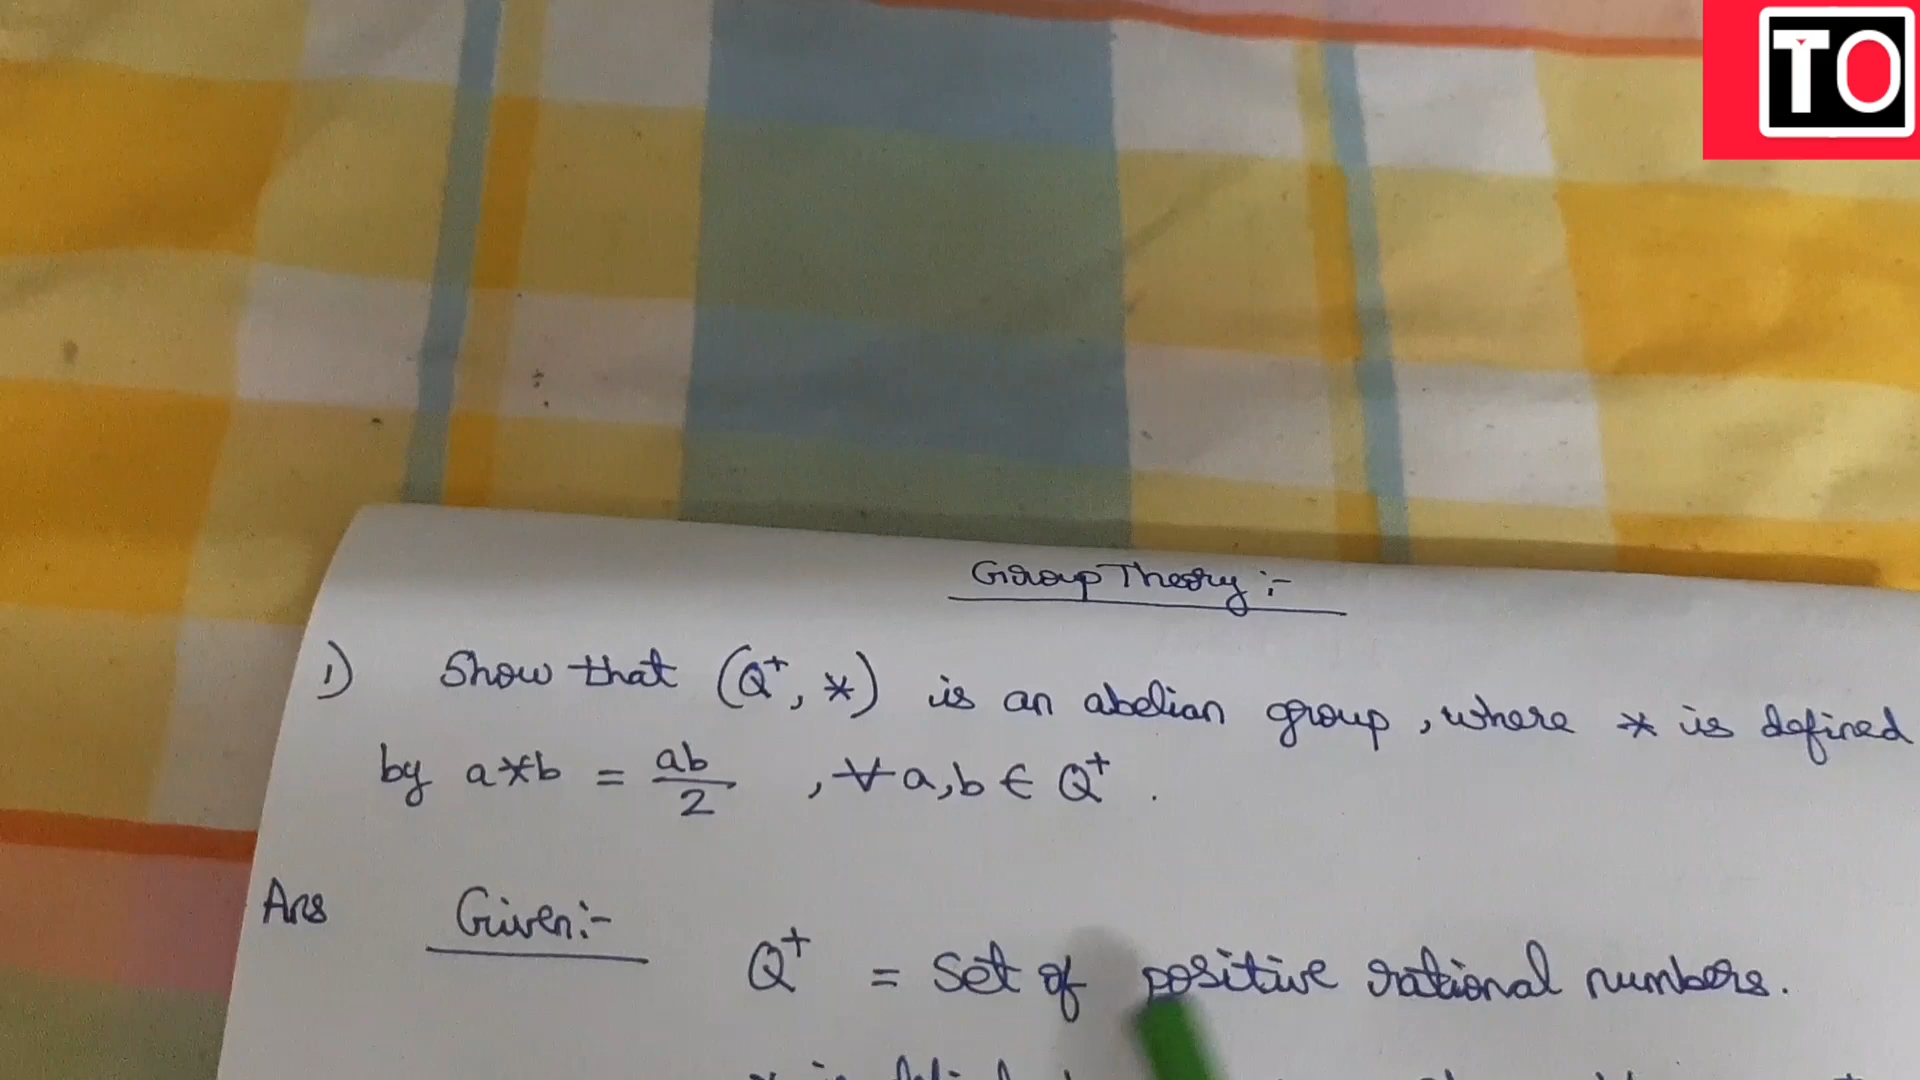 TO
Group Theory :-
1) Show that (Q⁺, *) is an abelian group, where * is defined
by a*b = ab/2 , ∀ a,b ∈ Q⁺ .
Ans Given:-
Q⁺ = Set of positive rational numbers.